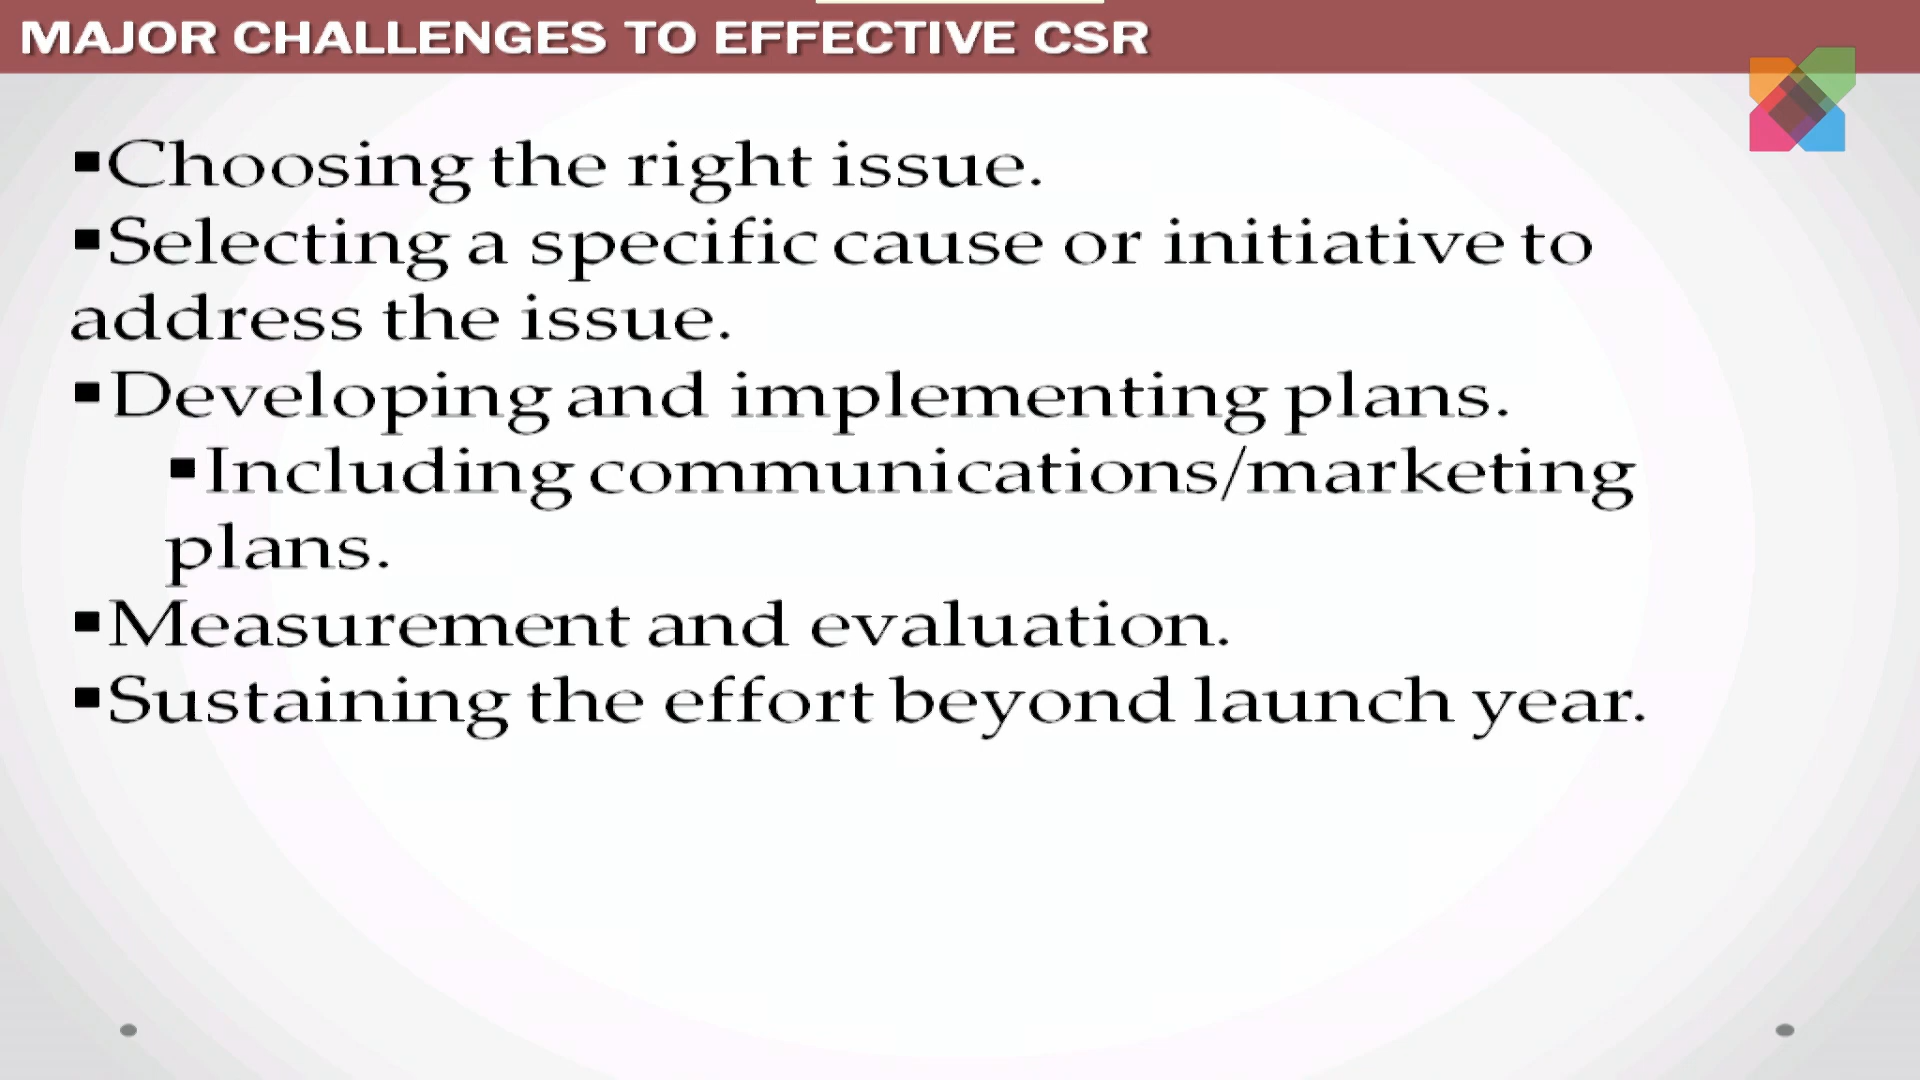 MAJOR CHALLENGES TO EFFECTIVE CSR
▪Choosing the right issue.
▪Selecting a specific cause or initiative to
address the issue.
▪Developing and implementing plans.
▪Including communications/marketing
plans.
▪Measurement and evaluation.
▪Sustaining the effort beyond launch year.